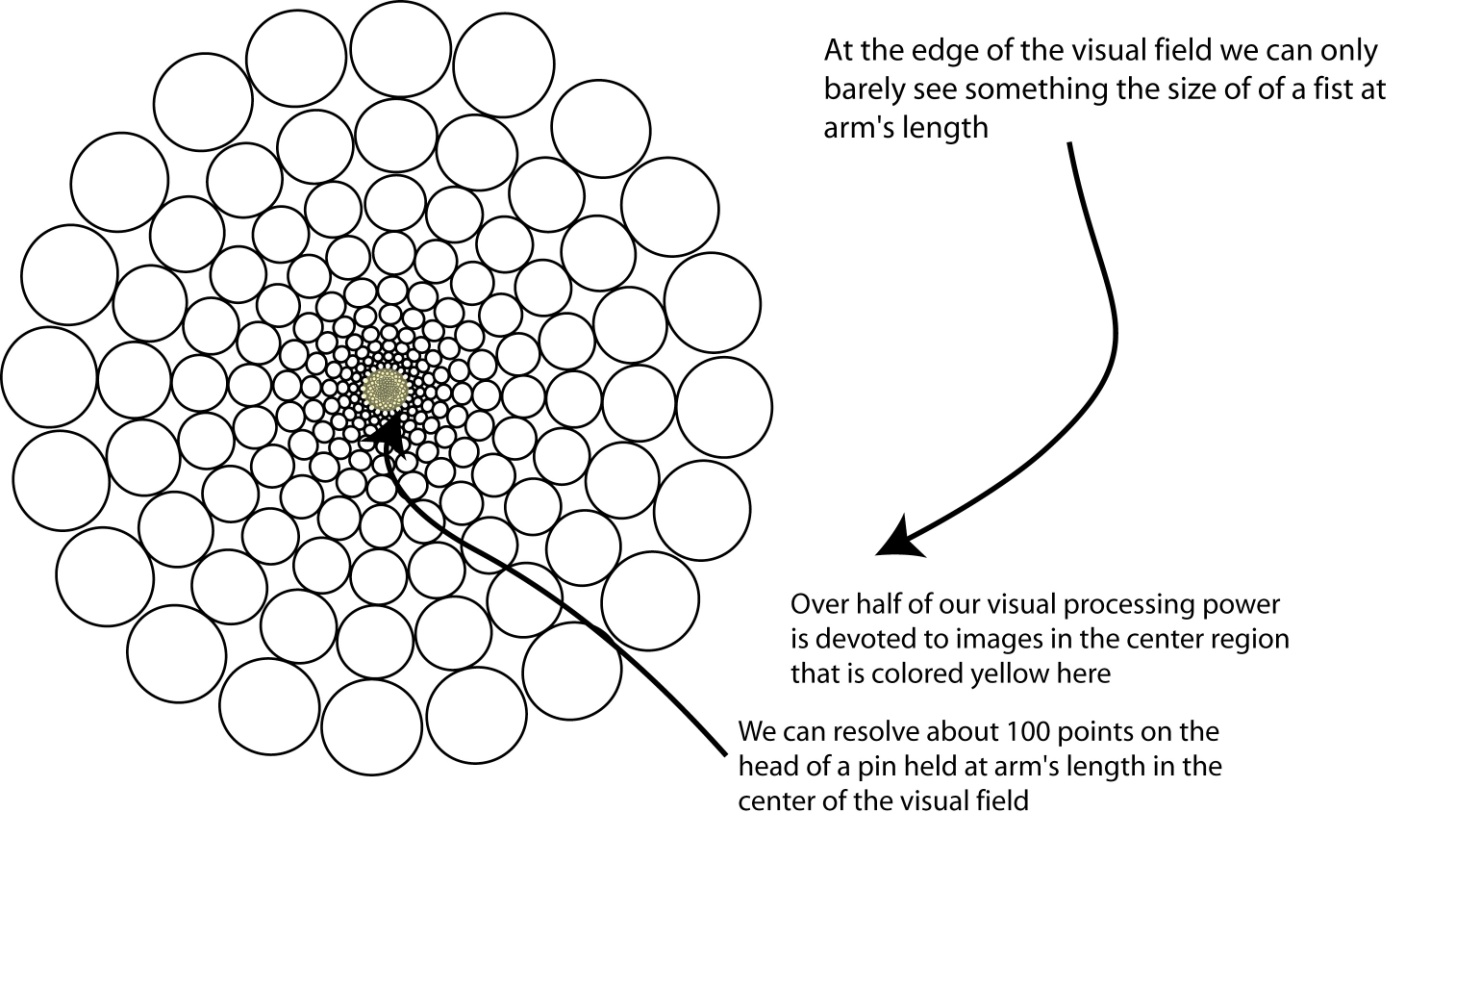 At the edge of the visual field we can only
barely see something the size of of a fist at
arm's length
Over half of our visual processing power
is devoted to images in the center region
that is colored yellow here
We can resolve about 100 points on the
head of a pin held at arm's length in the
center of the visual field